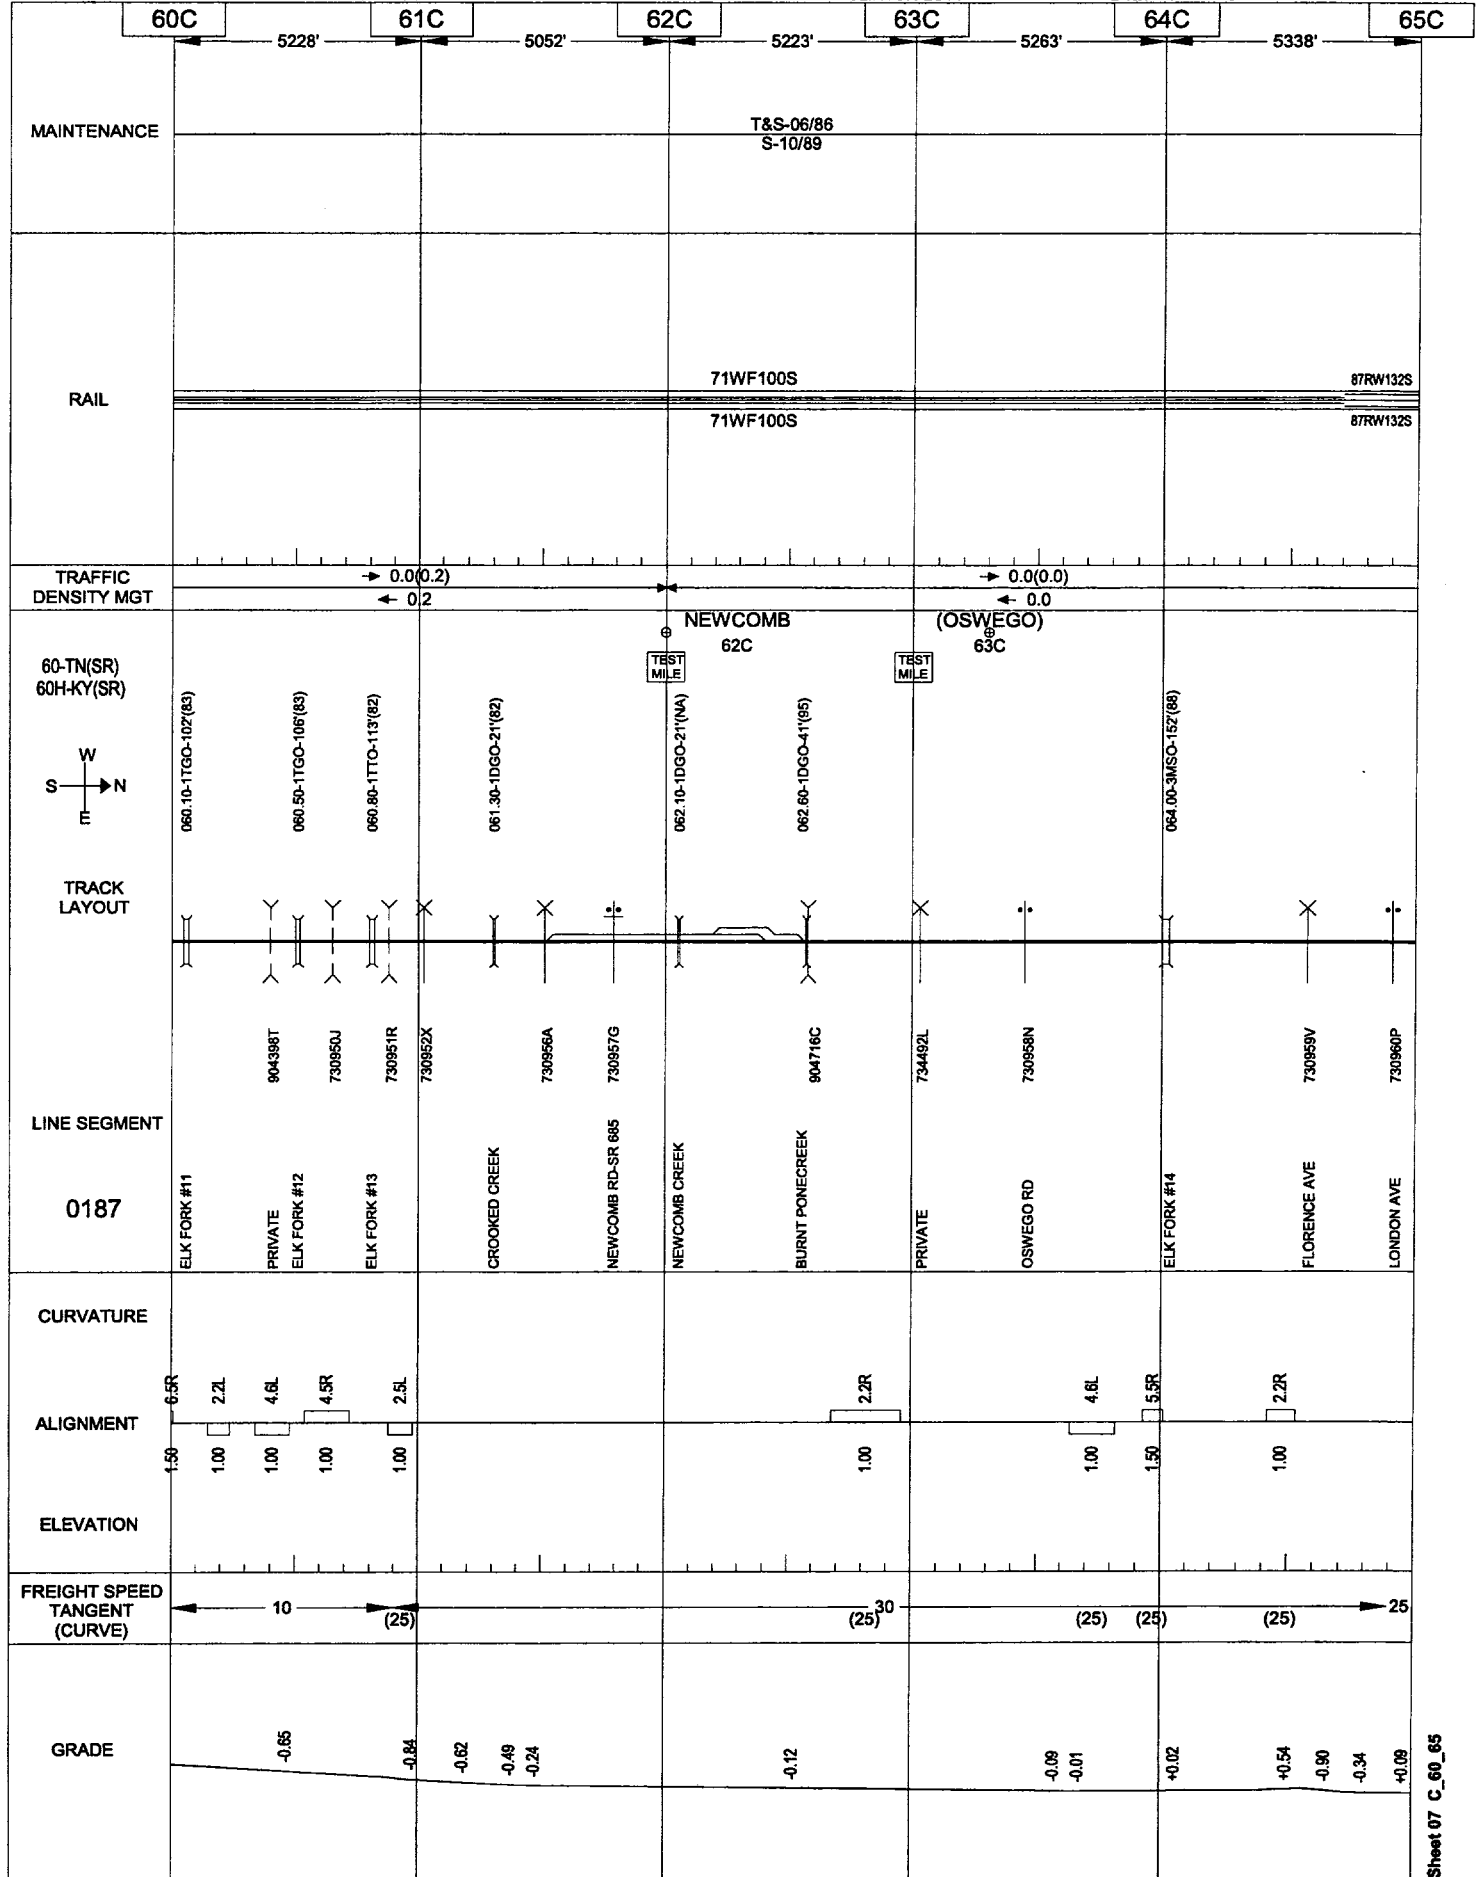 60C 61C 62C 63C 64C 65C
5228' 5052' 5223' 5263' 5338'
MAINTENANCE
T&S-06/86
S-10/89
RAIL
71WF100S 87RW132S
71WF100S 87RW132S
TRAFFIC
DENSITY MGT
0.0(0.2) 0.0(0.0)
0.2 0.0
NEWCOMB (OSWEGO)
62C 63C
TEST
MILE
TEST
MILE
60-TN(SR)
60H-KY(SR)
W
S N
E
060.10-1TGO-102'(83)
060.50-1TGO-106'(83)
060.80-1TTO-113'(82)
061.30-1DGO-21'(82)
062.10-1DGO-21'(NA)
062.60-1DGO-41'(95)
064.00-3MSO-152'(88)
TRACK
LAYOUT
904398T
730950J
730951R
730952X
730956A
730957G
904716C
734492L
730958N
730959V
730960P
LINE SEGMENT
0187
ELK FORK #11
PRIVATE
ELK FORK #12
ELK FORK #13
CROOKED CREEK
NEWCOMB RD-SR 685
NEWCOMB CREEK
BURNT PONECREEK
PRIVATE
OSWEGO RD
ELK FORK #14
FLORENCE AVE
LONDON AVE
CURVATURE
6.5R 2.2L 4.6L 4.5R 2.5L 2.2R 4.6L 5.5R 2.2R
ALIGNMENT
1.50 1.00 1.00 1.00 1.00 1.00 1.00 1.50 1.00
ELEVATION
FREIGHT SPEED
TANGENT
(CURVE)
10 30 25
(25) (25) (25) (25) (25)
GRADE
-0.65 -0.84 -0.62 -0.49 -0.24 -0.12 -0.09 -0.01 +0.02 +0.54 -0.90 -0.34 +0.09
Sheet 07 C_60_65